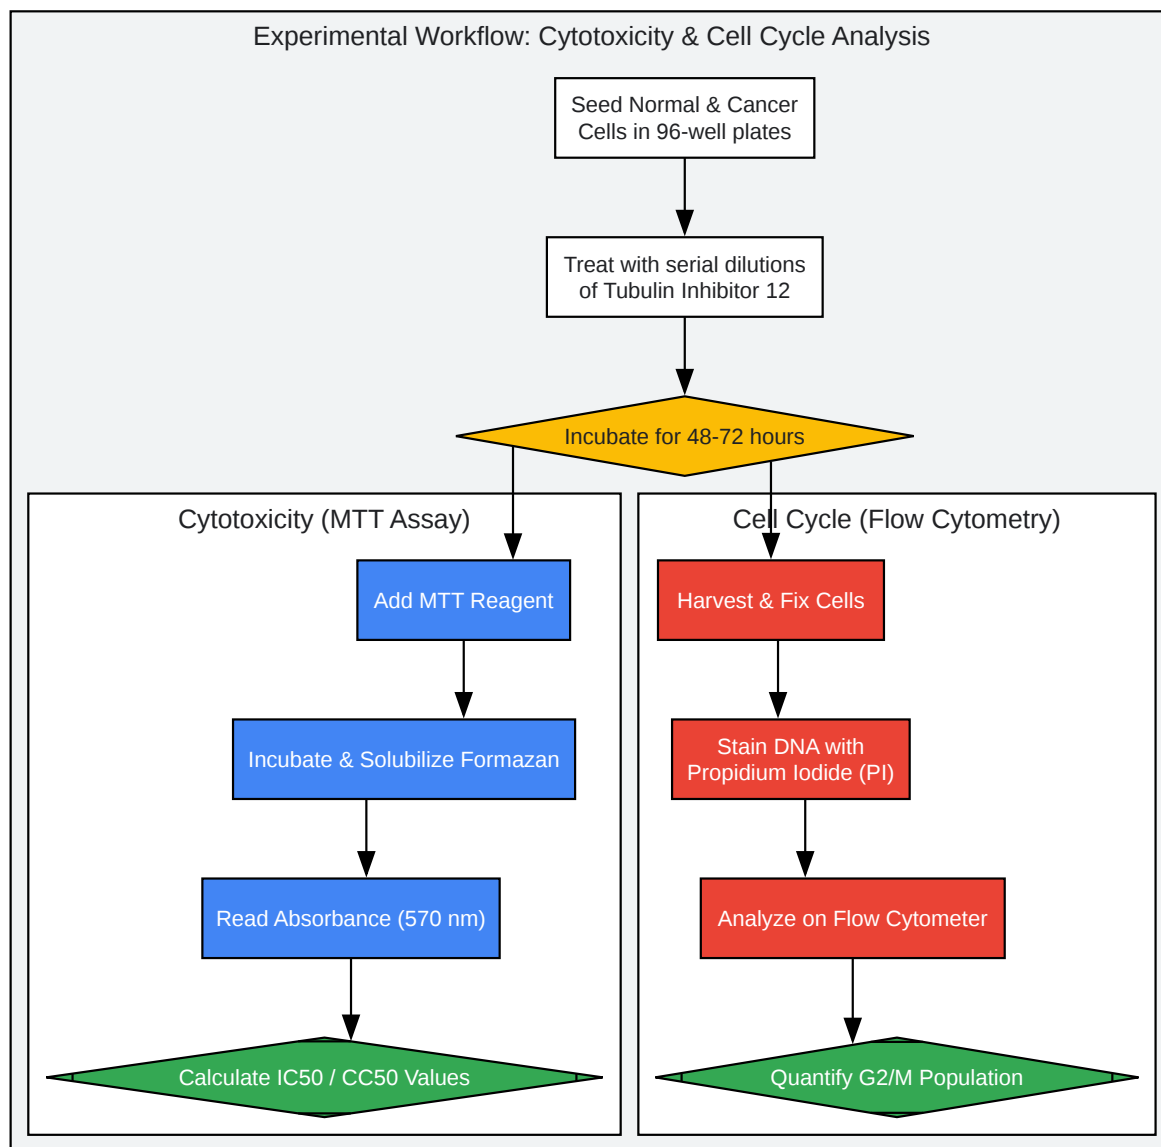 Experimental Workflow: Cytotoxicity & Cell Cycle Analysis
Seed Normal & Cancer
Cells in 96-well plates
Treat with serial dilutions
of Tubulin Inhibitor 12
Incubate for 48-72 hours
Cytotoxicity (MTT Assay)
Add MTT Reagent
Incubate & Solubilize Formazan
Read Absorbance (570 nm)
Calculate IC50 / CC50 Values
Cell Cycle (Flow Cytometry)
Harvest & Fix Cells
Stain DNA with
Propidium Iodide (PI)
Analyze on Flow Cytometer
Quantify G2/M Population